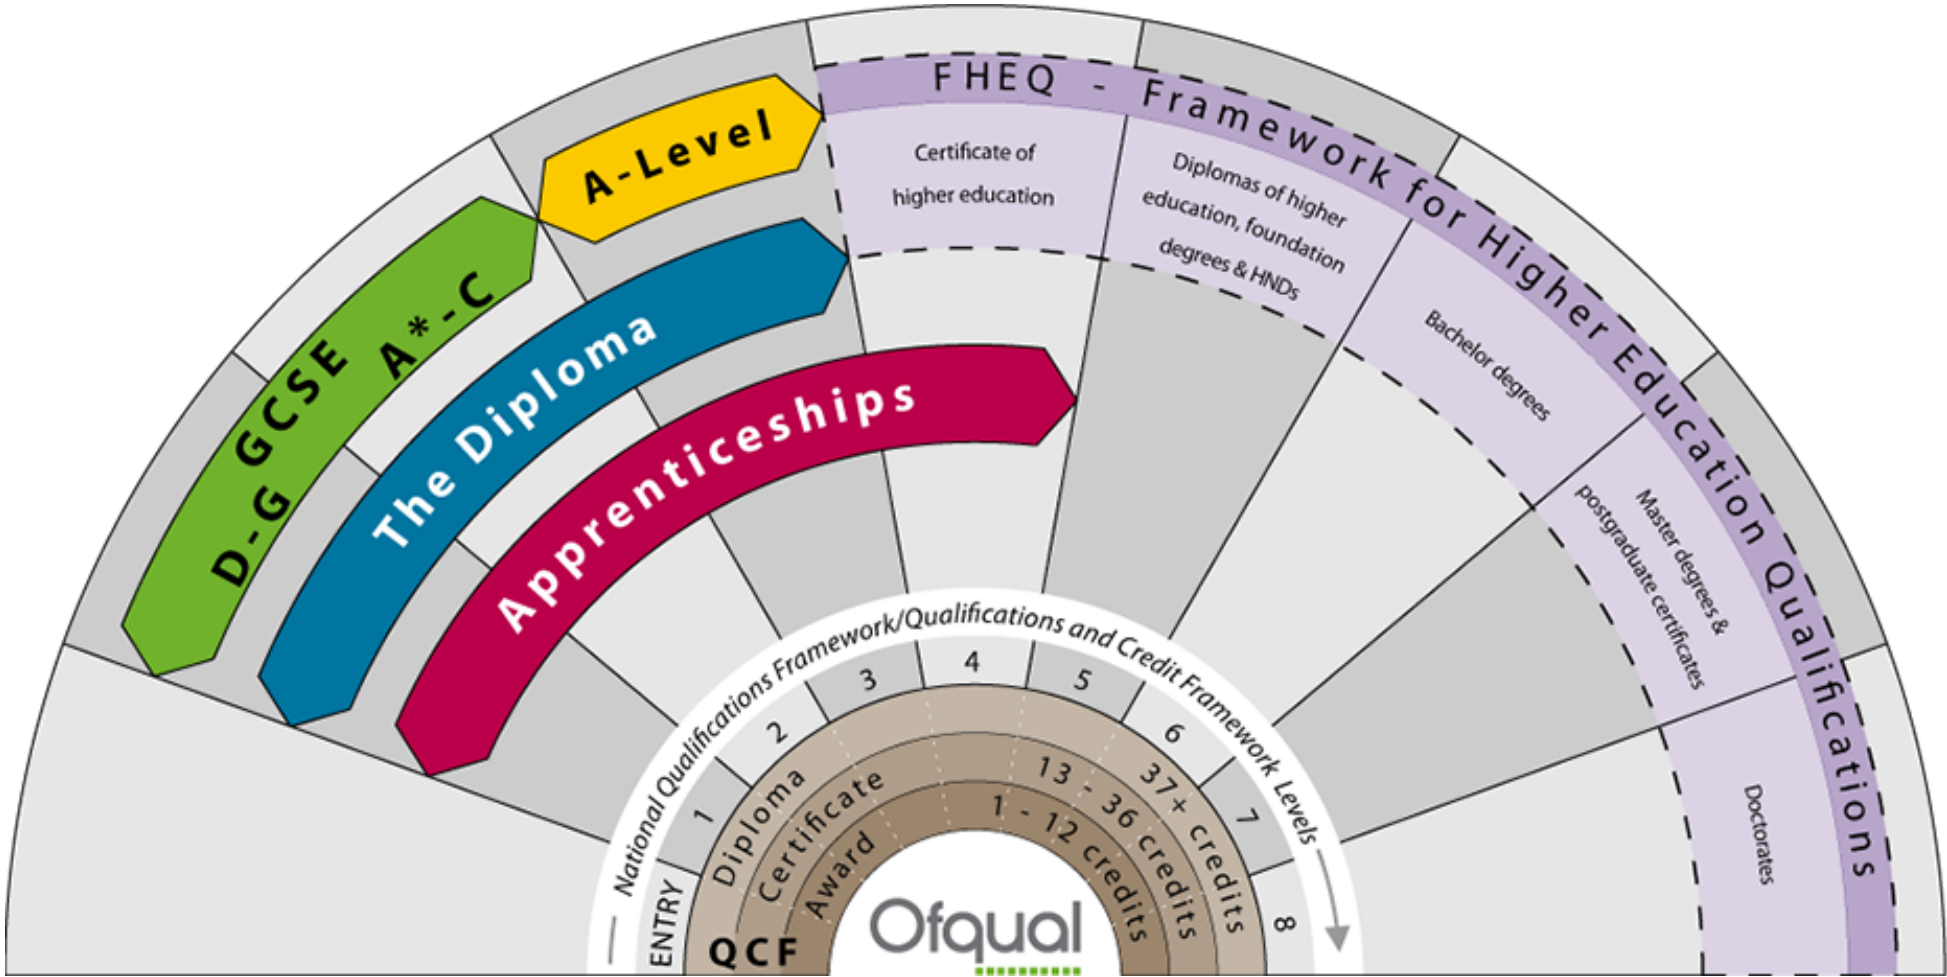 FHEQ - Framework for Higher Education Qualifications
Certificate of
higher education
Diplomas of higher
education, foundation
degrees & HNDs
Bachelor degrees
Master degrees &
postgraduate certificates
Doctorates
A-Level
GCSE
D-G A*-C
The Diploma
Apprenticeships
National Qualifications Framework/Qualifications and Credit Framework Levels
ENTRY
1
2
3
4
5
6
7
8
Diploma 37+ credits
Certificate 13 - 36 credits
Award 1 - 12 credits
QCF
Ofqual